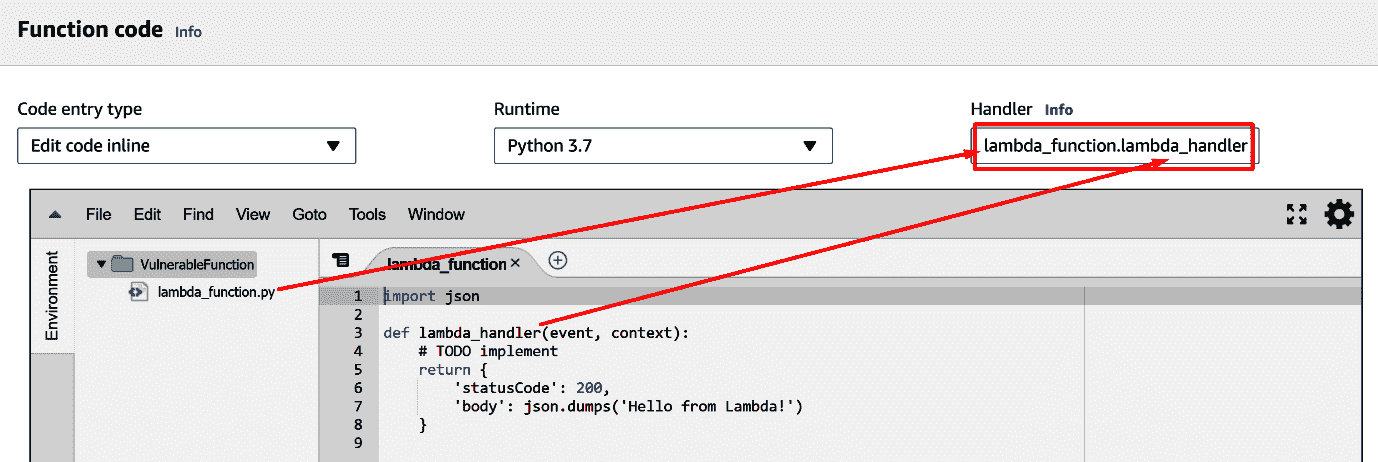 Function code Info
Code entry type
Runtime
Handler Info
Edit code inline
Python 3.7
lambda_function.lambda_handler
File Edit Find View Goto Tools Window
Environment
VulnerableFunction
lambda_function.py
lambda_function
1 import json
2
3 def lambda_handler(event, context):
4     # TODO implement
5     return {
6         'statusCode': 200,
7         'body': json.dumps('Hello from Lambda!')
8     }
9